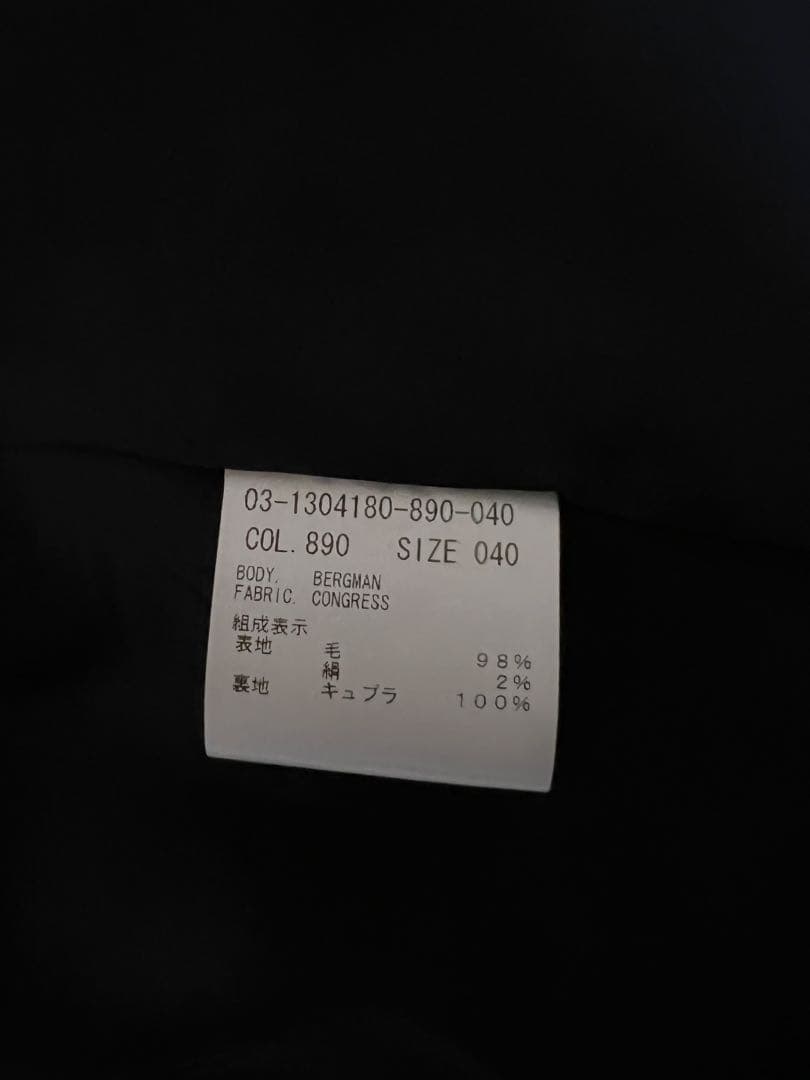 03-1304180-890-040
COL. 890 SIZE 040
BODY. BERGMAN
FABRIC. CONGRESS
組成表示
表地 毛 98%
絹 2%
裏地 キュプラ 100%